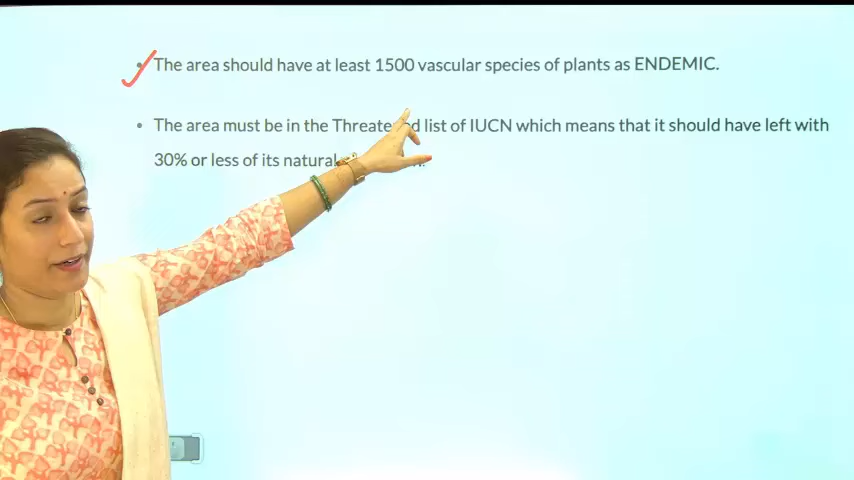 The area should have at least 1500 vascular species of plants as ENDEMIC.
The area must be in the list of IUCN which means that it should have left with
30% or less of its natural